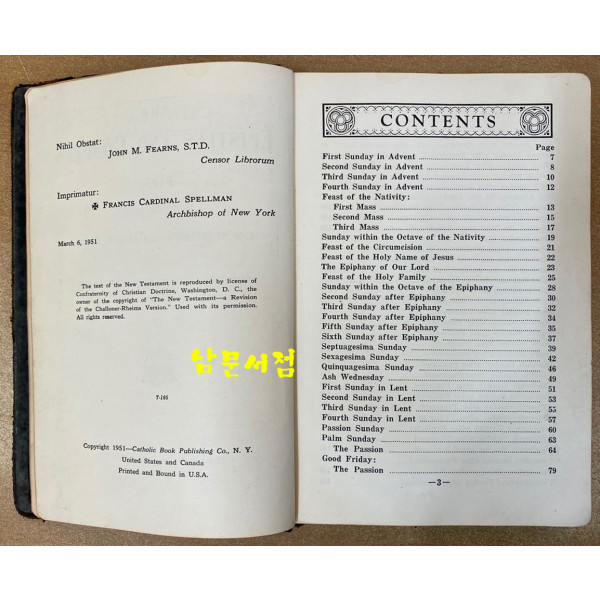 Nihil Obstat:
JOHN M. FEARNS, S.T.D.
Censor Librorum
Imprimatur:
✠ FRANCIS CARDINAL SPELLMAN
Archbishop of New York
March 6, 1951
The text of the New Testament is reproduced by license of
Confraternity of Christian Doctrine, Washington, D. C., the
owner of the copyright of "The New Testament—a Revision
of the Challoner-Rheims Version." Used with its permission.
All rights reserved.
남문서점
T-105
Copyright 1951—Catholic Book Publishing Co., N. Y.
United States and Canada
Printed and Bound in U.S.A.
CONTENTS
Page
First Sunday in Advent 7
Second Sunday in Advent 8
Third Sunday in Advent 10
Fourth Sunday in Advent 12
Feast of the Nativity:
First Mass 13
Second Mass 15
Third Mass 17
Sunday within the Octave of the Nativity 19
Feast of the Circumcision 21
Feast of the Holy Name of Jesus 22
The Epiphany of Our Lord 23
Feast of the Holy Family 25
Sunday within the Octave of the Epiphany 28
Second Sunday after Epiphany 30
Third Sunday after Epiphany 32
Fourth Sunday after Epiphany 34
Fifth Sunday after Epiphany 35
Sixth Sunday after Epiphany 37
Septuagesima Sunday 39
Sexagesima Sunday 42
Quinquagesima Sunday 46
Ash Wednesday 49
First Sunday in Lent 51
Second Sunday in Lent 53
Third Sunday in Lent 55
Fourth Sunday in Lent 57
Passion Sunday 60
Palm Sunday 63
The Passion 64
Good Friday:
The Passion 79
—3—